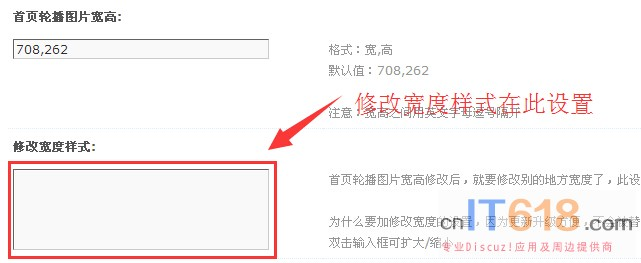 首页轮播图片宽高:
708,262
格式：宽,高
默认值：708,262
修改宽度样式在此设置
注意：宽高之间用英文字母逗号隔开
修改宽度样式:
首页轮播图片宽高修改后，就要修改别的地方宽度了，此设
为什么要加修改宽度的设置，因为更新升级方便，
双击输入框可扩大/缩小
cnIT618.com
专业Discuz!应用及周边提供商